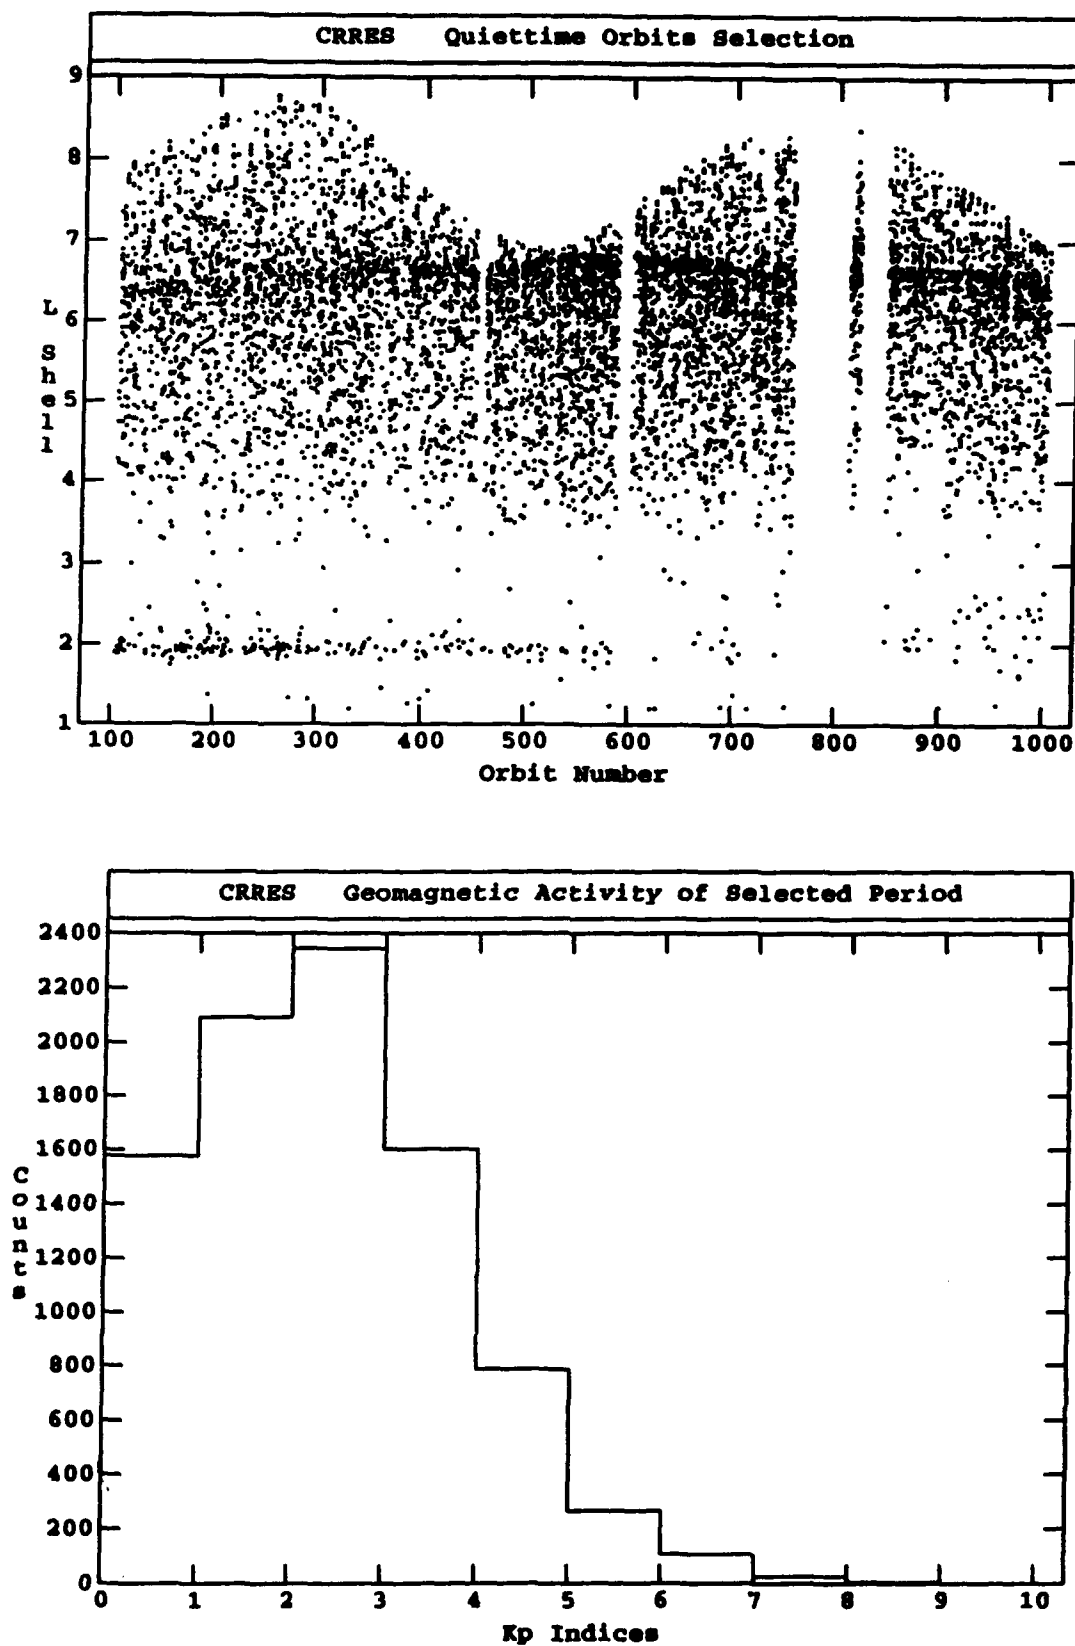 CRRES Quiettime Orbits Selection
9
8
7
6
5
4
3
2
1
L Shell
100 200 300 400 500 600 700 800 900 1000
Orbit Number
CRRES Geomagnetic Activity of Selected Period
2400
2200
2000
1800
1600
1400
1200
1000
800
600
400
200
0
Counts
0 1 2 3 4 5 6 7 8 9 10
Kp Indices